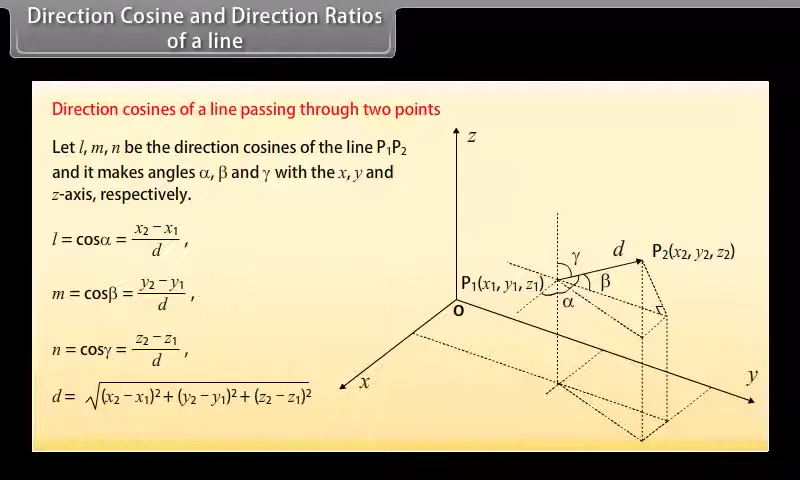 Direction Cosine and Direction Ratios
of a line
Direction cosines of a line passing through two points
Let l, m, n be the direction cosines of the line P₁P₂
and it makes angles α, β and γ with the x, y and
z-axis, respectively.
l = cosα = (x₂ – x₁)/d ,
m = cosβ = (y₂ – y₁)/d ,
n = cosγ = (z₂ – z₁)/d ,
d = √(x₂ – x₁)² + (y₂ – y₁)² + (z₂ – z₁)²
z
γ
d
P₂(x₂, y₂, z₂)
P₁(x₁, y₁, z₁)
β
α
O
x
y